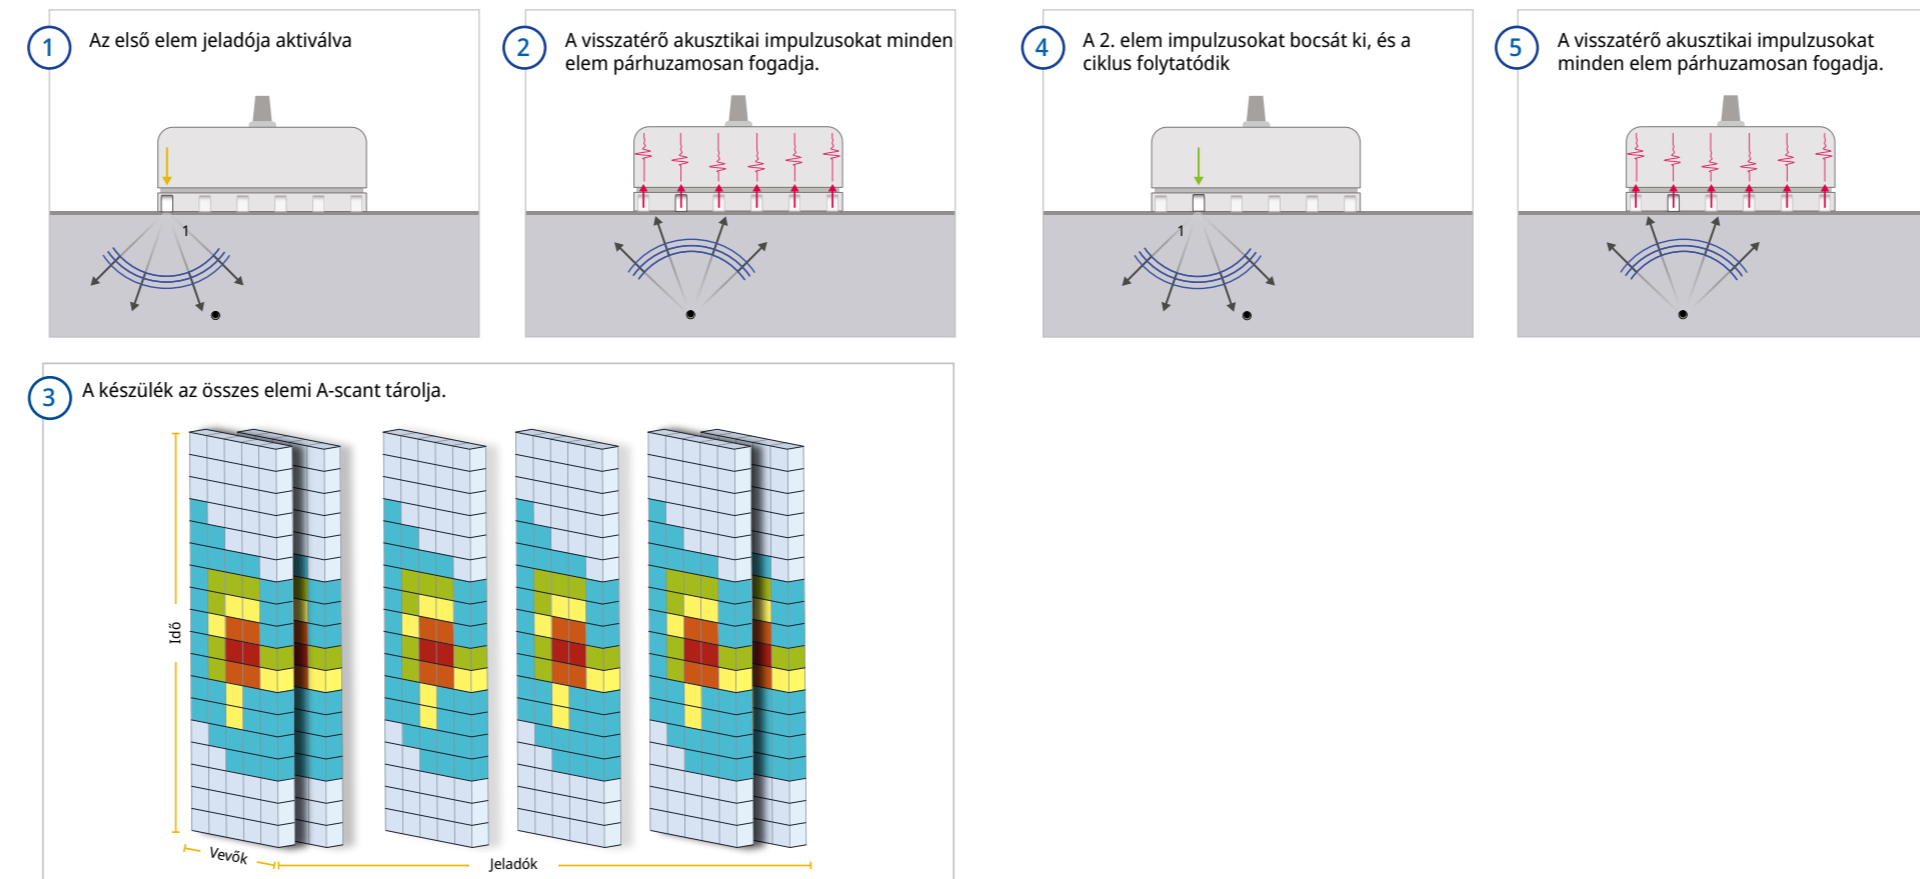 1
Az első elem jeladója aktiválva
1
2
A visszatérő akusztikai impulzusokat minden
elem párhuzamosan fogadja.
3
A készülék az összes elemi A-scant tárolja.
Idő
Vevők
Jeladók
4
A 2. elem impulzusokat bocsát ki, és a
ciklus folytatódik
1
5
A visszatérő akusztikai impulzusokat
minden elem párhuzamosan fogadja.